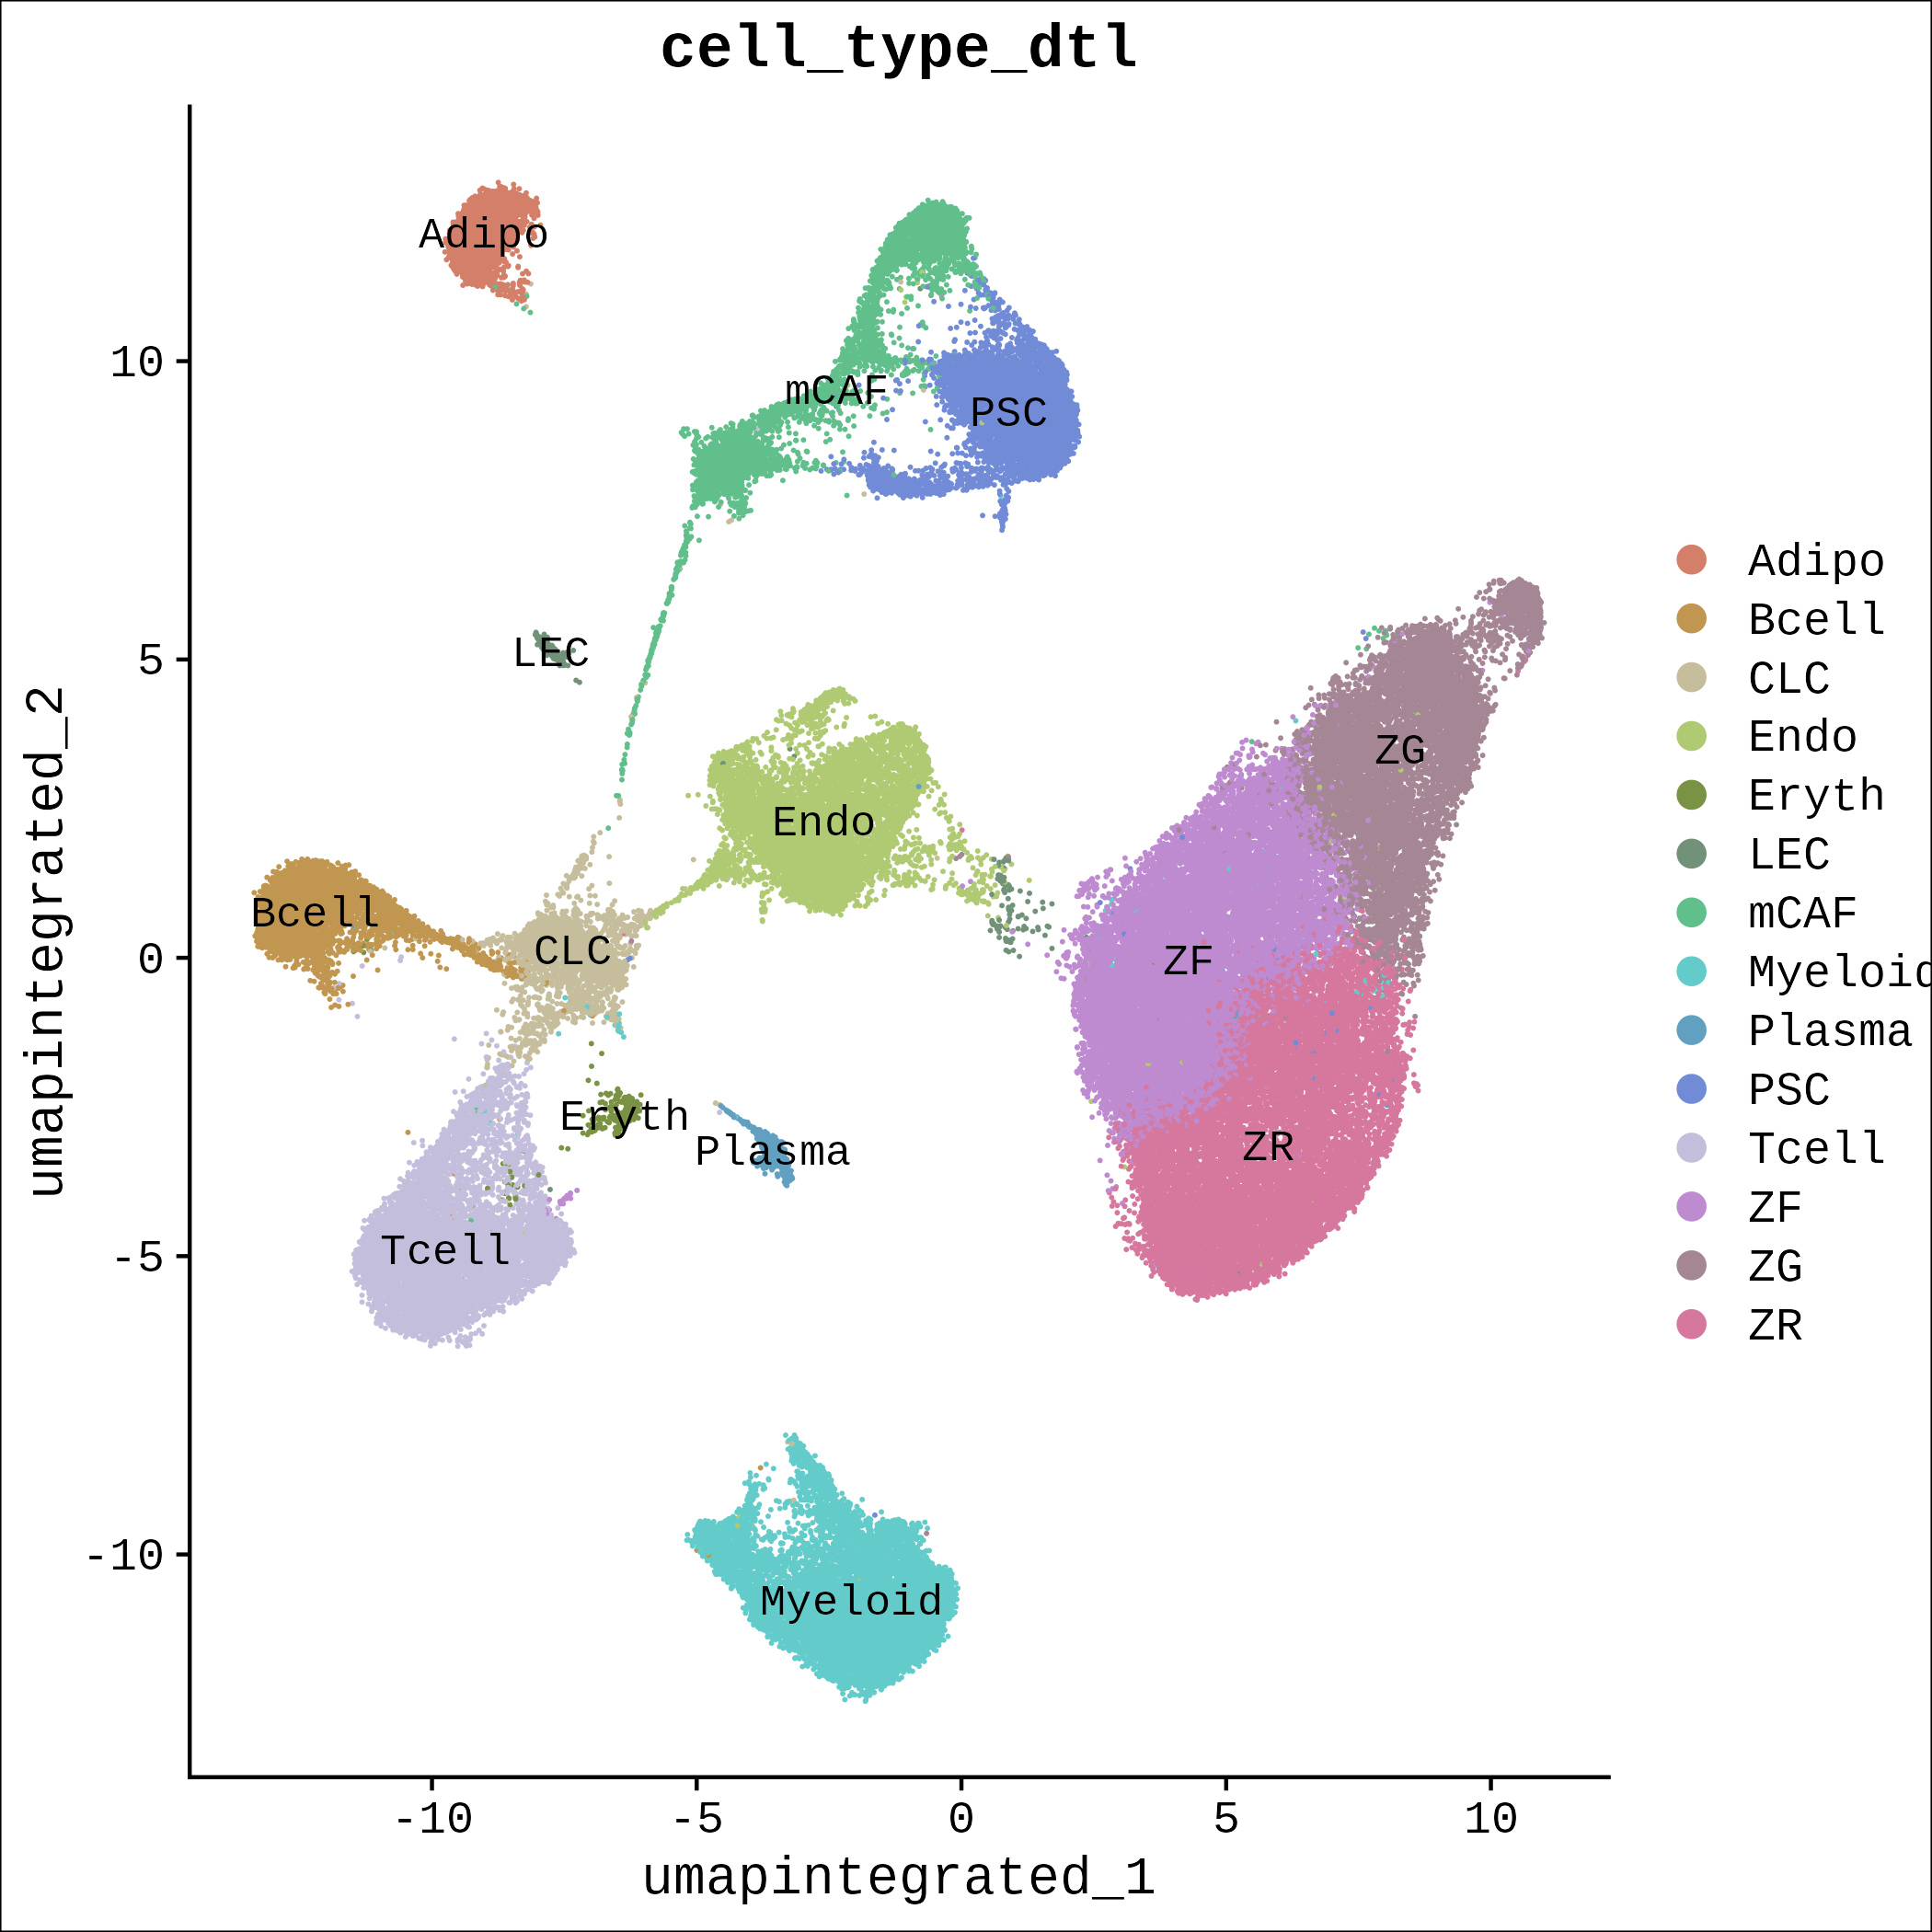 cell_type_dtl
Adipo
mCAF
PSC
LEC
ZG
Endo
Bcell
CLC
ZF
Eryth
Plasma
ZR
Tcell
Myeloid
10
5
0
-5
-10
umapintegrated_2
-10
-5
0
5
10
umapintegrated_1
Adipo
Bcell
CLC
Endo
Eryth
LEC
mCAF
Myeloid
Plasma
PSC
Tcell
ZF
ZG
ZR